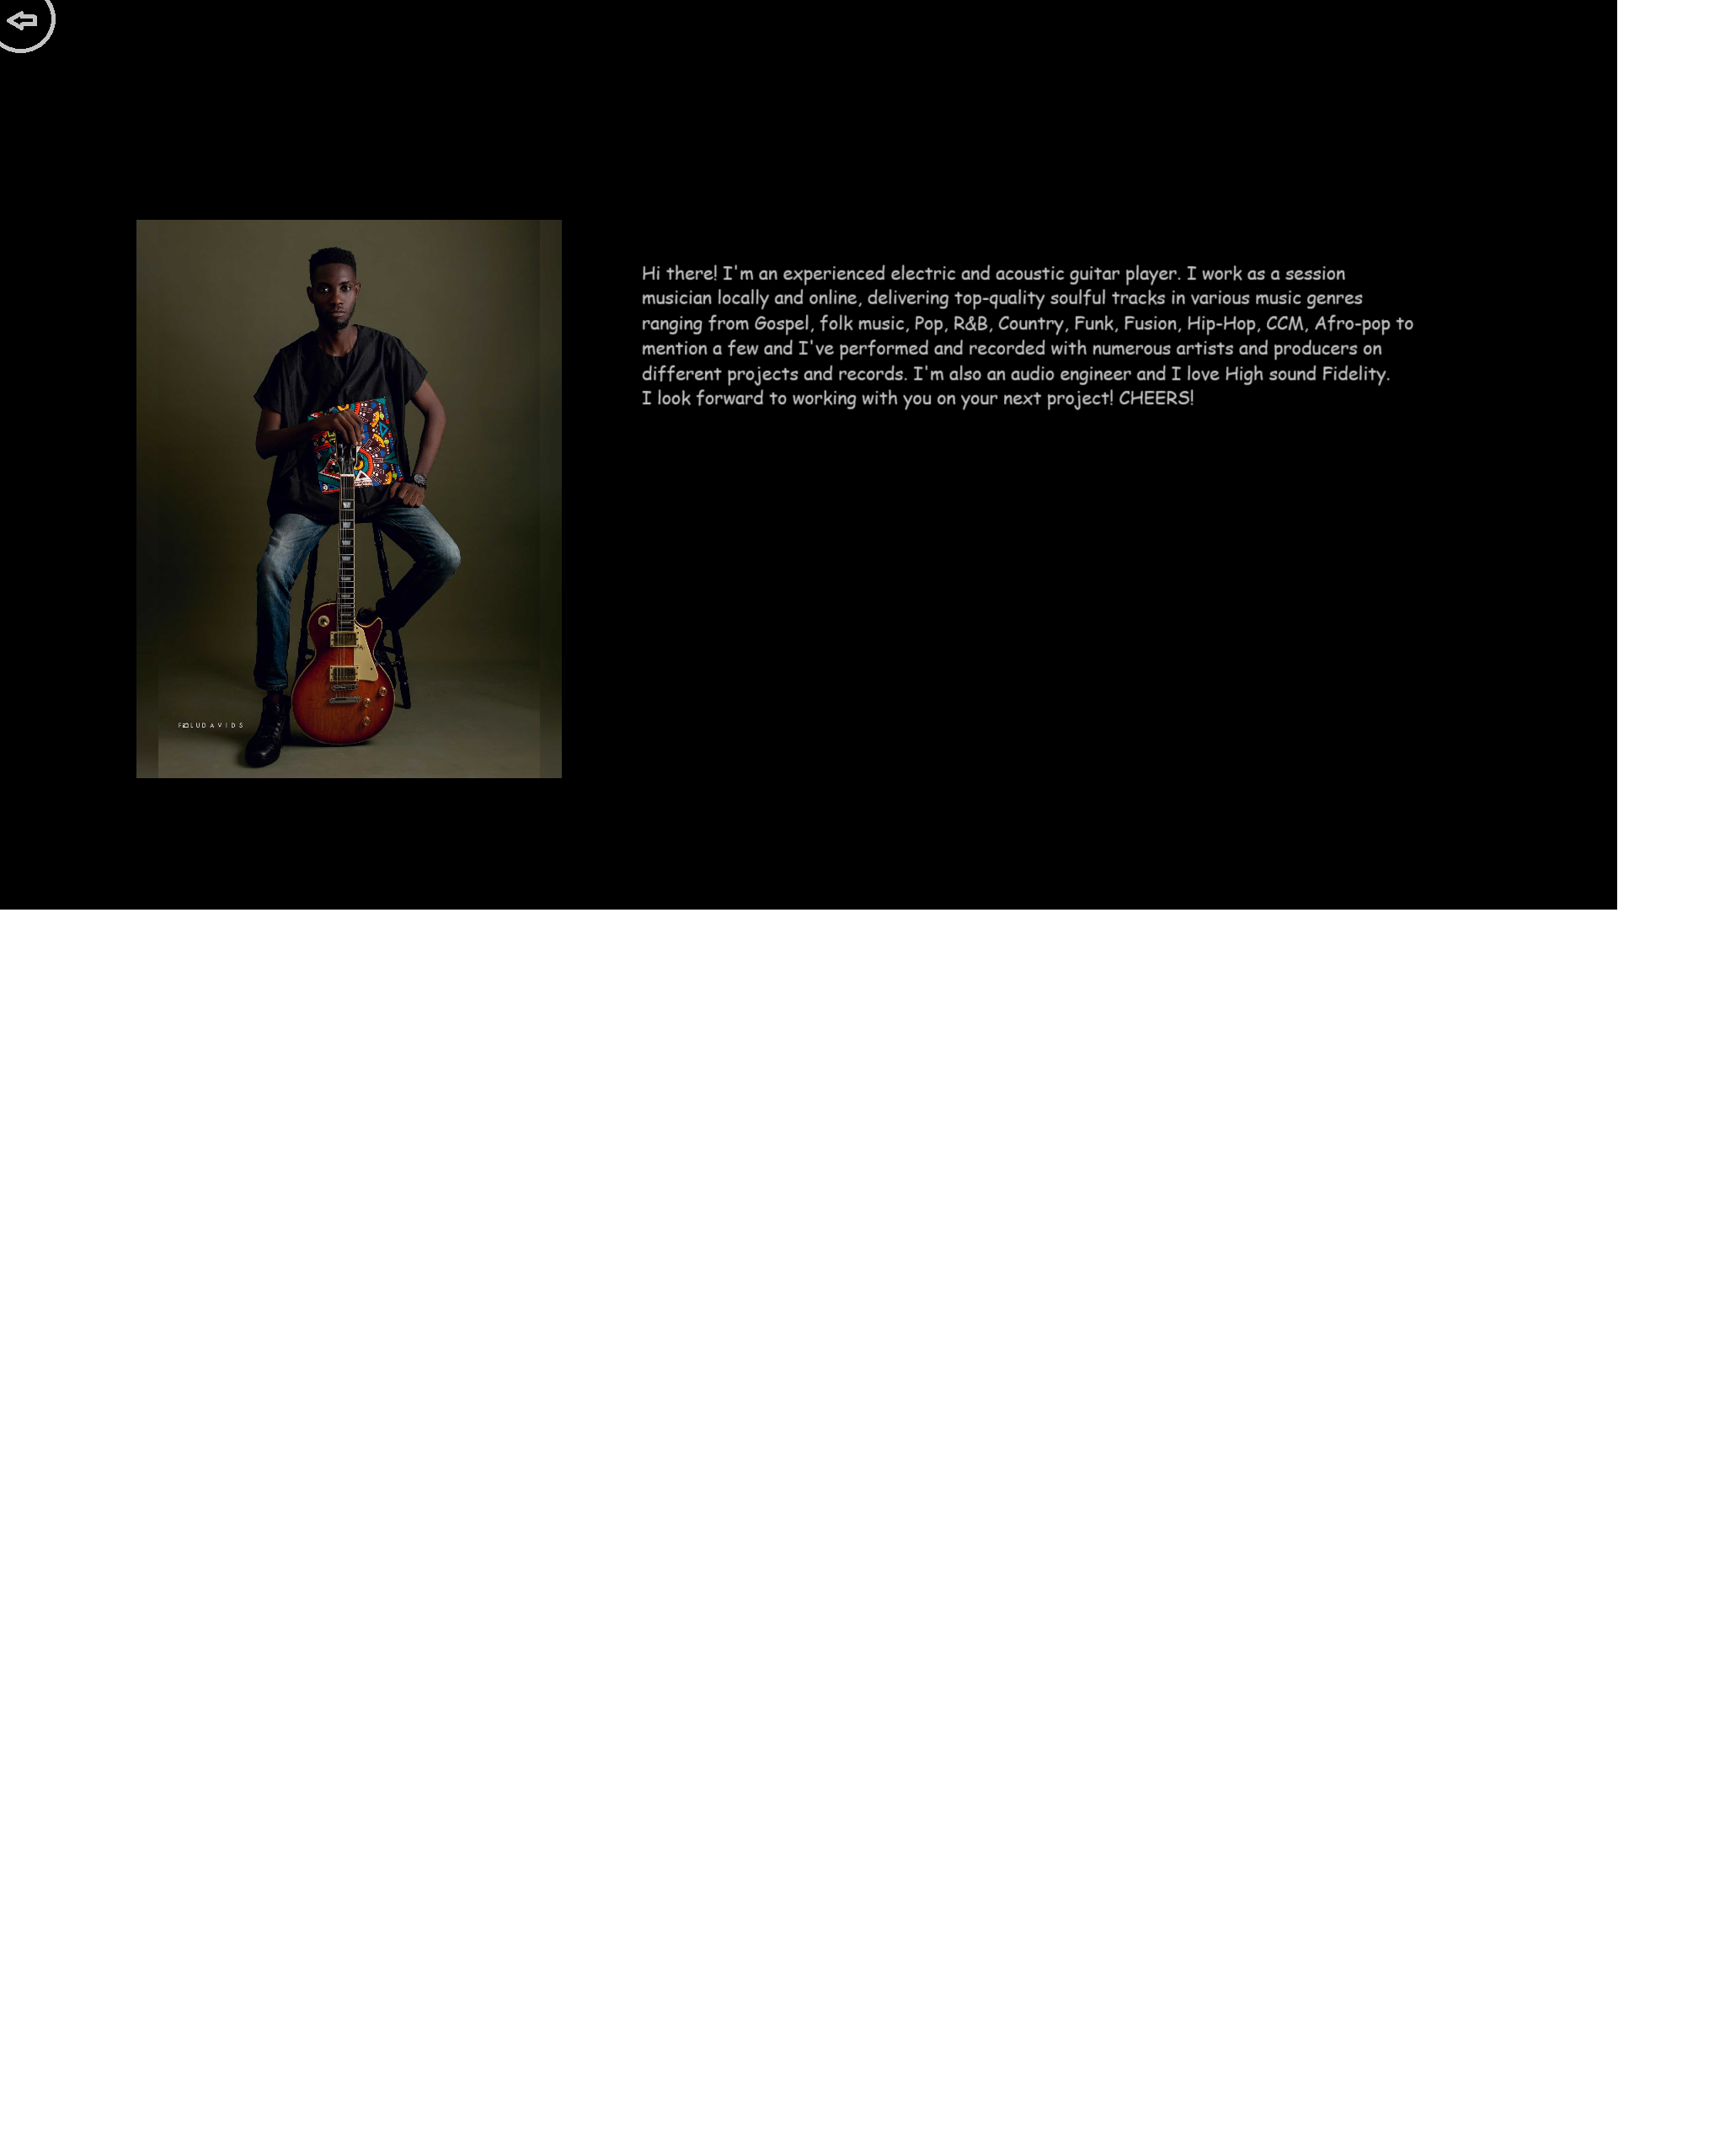 Hi there! I'm an experienced electric and acoustic guitar player. I work as a session
musician locally and online, delivering top-quality soulful tracks in various music genres
ranging from Gospel, folk music, Pop, R&B, Country, Funk, Fusion, Hip-Hop, CCM, Afro-pop to
mention a few and I've performed and recorded with numerous artists and producers on
different projects and records. I'm also an audio engineer and I love High sound Fidelity.
I look forward to working with you on your next project! CHEERS!
FOLUDAVIDS